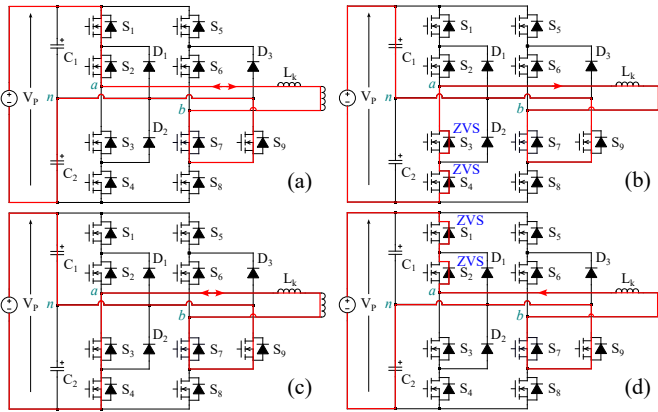 S1 S5
+
C1 D1 D3
S2 S6
VP a Lk
n
b
+
D2
C2 S3 S7 S9
S4 S8
(a)
S1 S5
+
C1 D1 D3
S2 S6
VP a Lk
n
b
ZVS
+
D2
C2 S3 S7 S9
ZVS
S4 S8
(b)
S1 S5
+
C1 D1 D3
S2 S6
VP a Lk
n
b
+
D2
C2 S3 S7 S9
S4 S8
(c)
ZVS
S1 S5
+
ZVS
C1 D1 D3
S2 S6
VP a Lk
n
b
+
D2
C2 S3 S7 S9
S4 S8
(d)